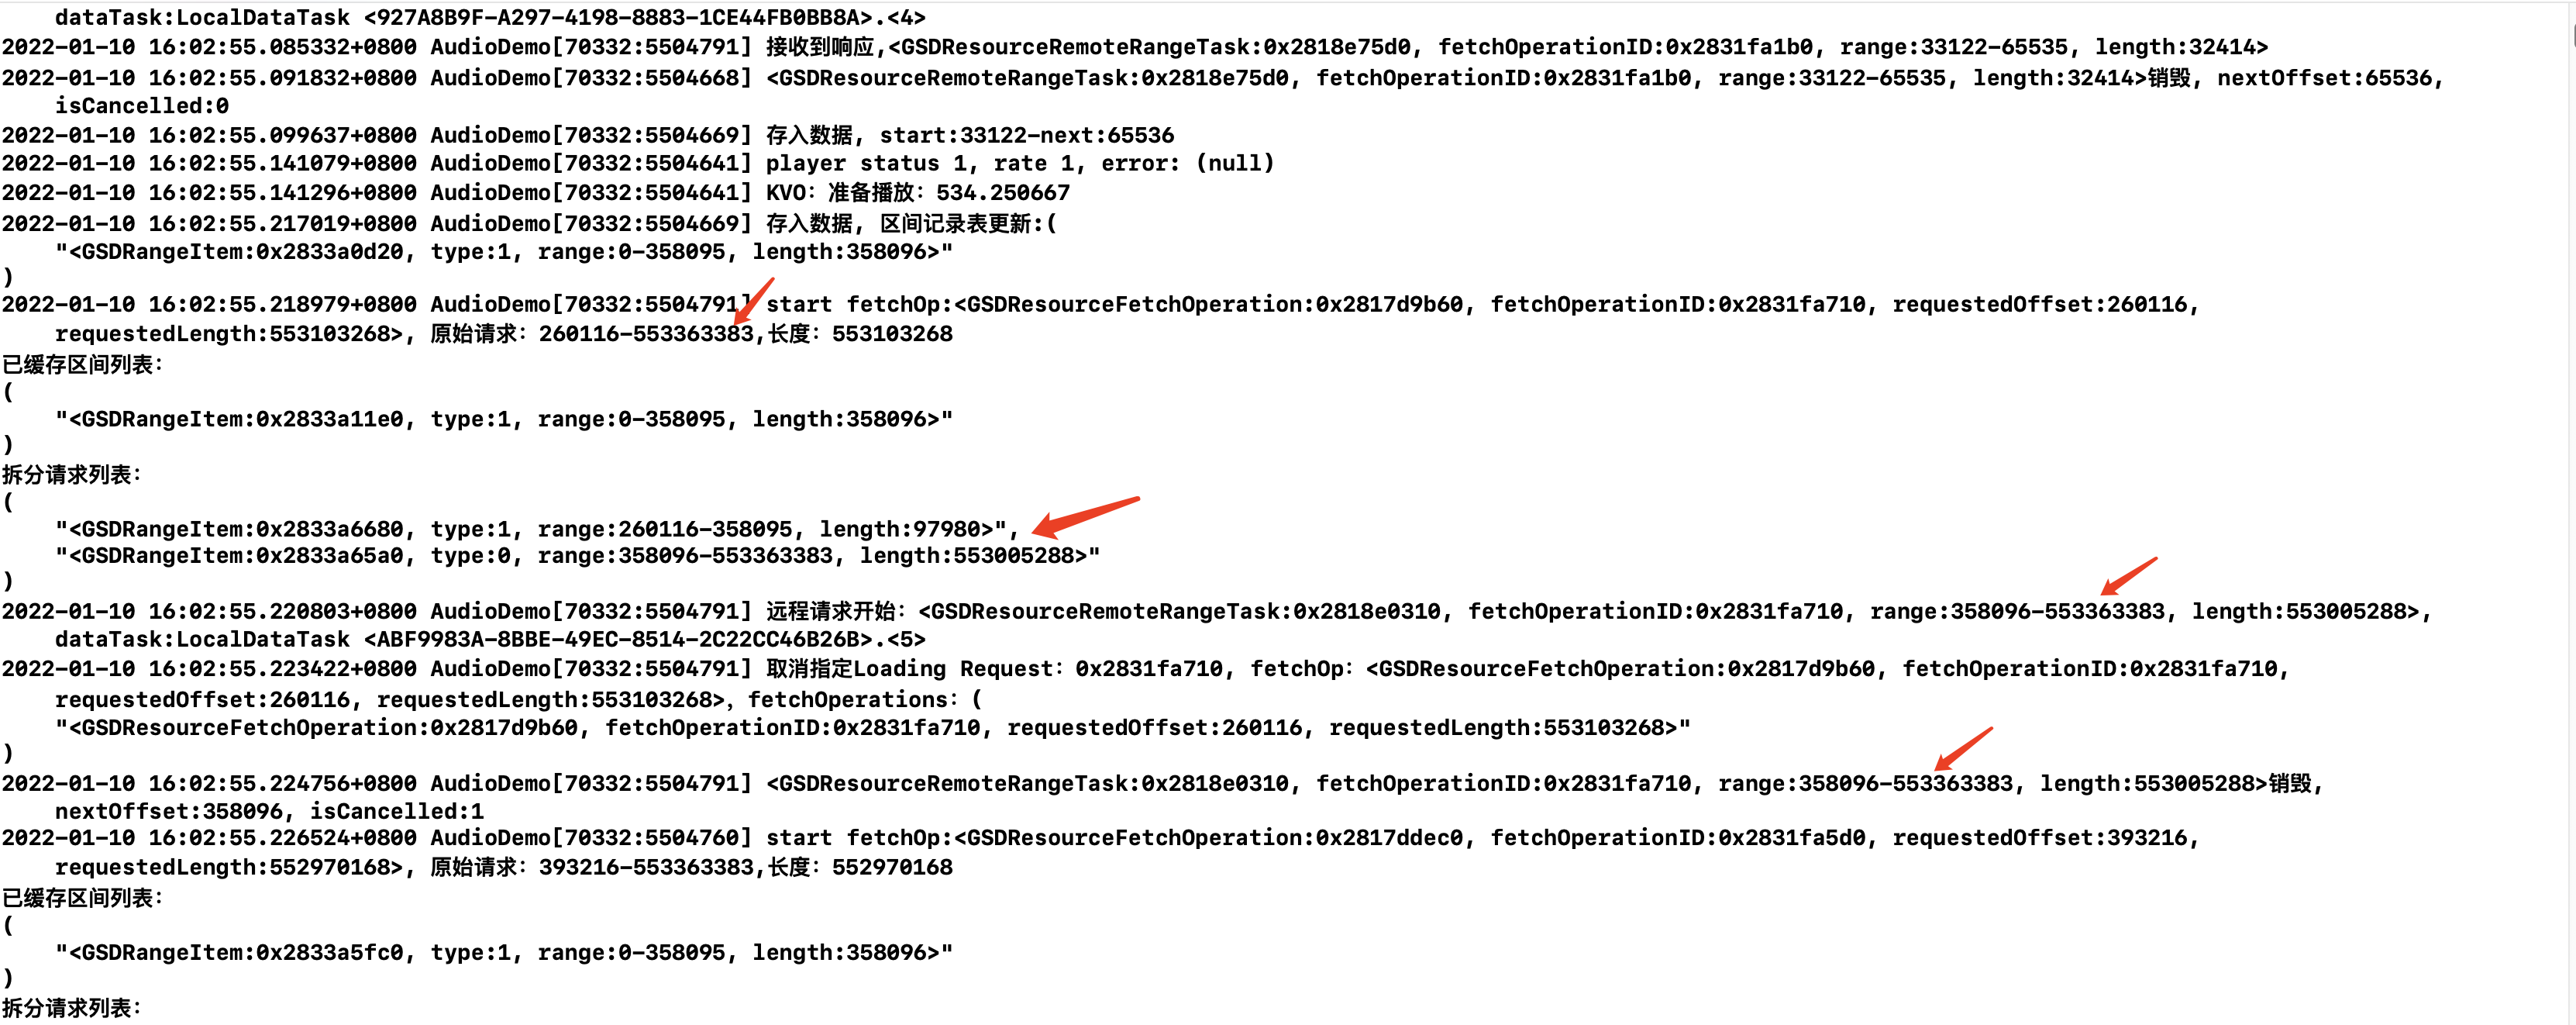 dataTask:LocalDataTask <927A8B9F-A297-4198-8883-1CE44FB0BB8A>.<4>
2022-01-10 16:02:55.085332+0800 AudioDemo[70332:5504791] 接收到响应,<GSDResourceRemoteRangeTask:0x2818e75d0, fetchOperationID:0x2831fa1b0, range:33122-65535, length:32414>
2022-01-10 16:02:55.091832+0800 AudioDemo[70332:5504668] <GSDResourceRemoteRangeTask:0x2818e75d0, fetchOperationID:0x2831fa1b0, range:33122-65535, length:32414>销毁, nextOffset:65536,
    isCancelled:0
2022-01-10 16:02:55.099637+0800 AudioDemo[70332:5504669] 存入数据, start:33122-next:65536
2022-01-10 16:02:55.141079+0800 AudioDemo[70332:5504641] player status 1, rate 1, error: (null)
2022-01-10 16:02:55.141296+0800 AudioDemo[70332:5504641] KVO：准备播放：534.250667
2022-01-10 16:02:55.217019+0800 AudioDemo[70332:5504669] 存入数据, 区间记录表更新:(
    "<GSDRangeItem:0x2833a0d20, type:1, range:0-358095, length:358096>"
)
2022-01-10 16:02:55.218979+0800 AudioDemo[70332:5504791] start fetchOp:<GSDResourceFetchOperation:0x2817d9b60, fetchOperationID:0x2831fa710, requestedOffset:260116,
    requestedLength:553103268>, 原始请求：260116-553363383,长度：553103268
已缓存区间列表：
(
    "<GSDRangeItem:0x2833a11e0, type:1, range:0-358095, length:358096>"
)
拆分请求列表：
(
    "<GSDRangeItem:0x2833a6680, type:1, range:260116-358095, length:97980>",
    "<GSDRangeItem:0x2833a65a0, type:0, range:358096-553363383, length:553005288>"
)
2022-01-10 16:02:55.220803+0800 AudioDemo[70332:5504791] 远程请求开始：<GSDResourceRemoteRangeTask:0x2818e0310, fetchOperationID:0x2831fa710, range:358096-553363383, length:553005288>,
    dataTask:LocalDataTask <ABF9983A-8BBE-49EC-8514-2C22CC46B26B>.<5>
2022-01-10 16:02:55.223422+0800 AudioDemo[70332:5504791] 取消指定Loading Request：0x2831fa710, fetchOp：<GSDResourceFetchOperation:0x2817d9b60, fetchOperationID:0x2831fa710,
    requestedOffset:260116, requestedLength:553103268>，fetchOperations：(
    "<GSDResourceFetchOperation:0x2817d9b60, fetchOperationID:0x2831fa710, requestedOffset:260116, requestedLength:553103268>"
)
2022-01-10 16:02:55.224756+0800 AudioDemo[70332:5504791] <GSDResourceRemoteRangeTask:0x2818e0310, fetchOperationID:0x2831fa710, range:358096-553363383, length:553005288>销毁,
    nextOffset:358096, isCancelled:1
2022-01-10 16:02:55.226524+0800 AudioDemo[70332:5504760] start fetchOp:<GSDResourceFetchOperation:0x2817ddec0, fetchOperationID:0x2831fa5d0, requestedOffset:393216,
    requestedLength:552970168>, 原始请求：393216-553363383,长度：552970168
已缓存区间列表：
(
    "<GSDRangeItem:0x2833a5fc0, type:1, range:0-358095, length:358096>"
)
拆分请求列表：